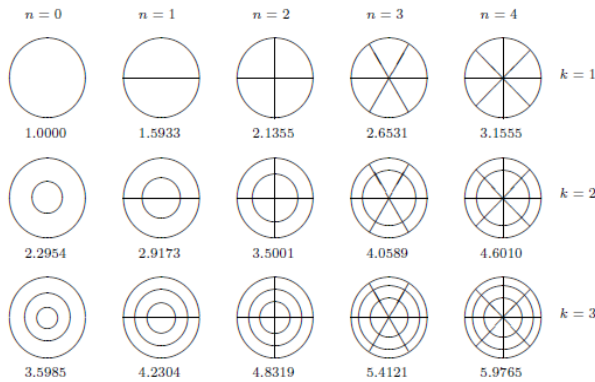 n = 0 n = 1 n = 2 n = 3 n = 4
k = 1
1.0000 1.5933 2.1355 2.6531 3.1555
k = 2
2.2954 2.9173 3.5001 4.0589 4.6010
k = 3
3.5985 4.2304 4.8319 5.4121 5.9765